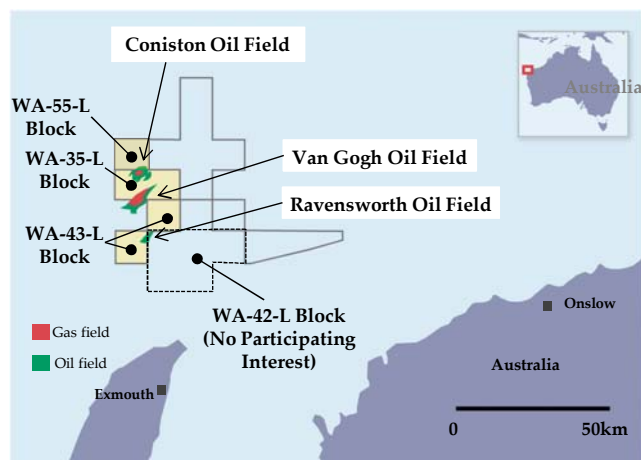 Coniston Oil Field
WA-55-L
Block
WA-35-L
Block
Van Gogh Oil Field
Ravensworth Oil Field
WA-43-L
Block
WA-42-L Block
(No Participating
Interest)
Gas field
Oil field
Exmouth
Onslow
Australia
0
50km
Australia